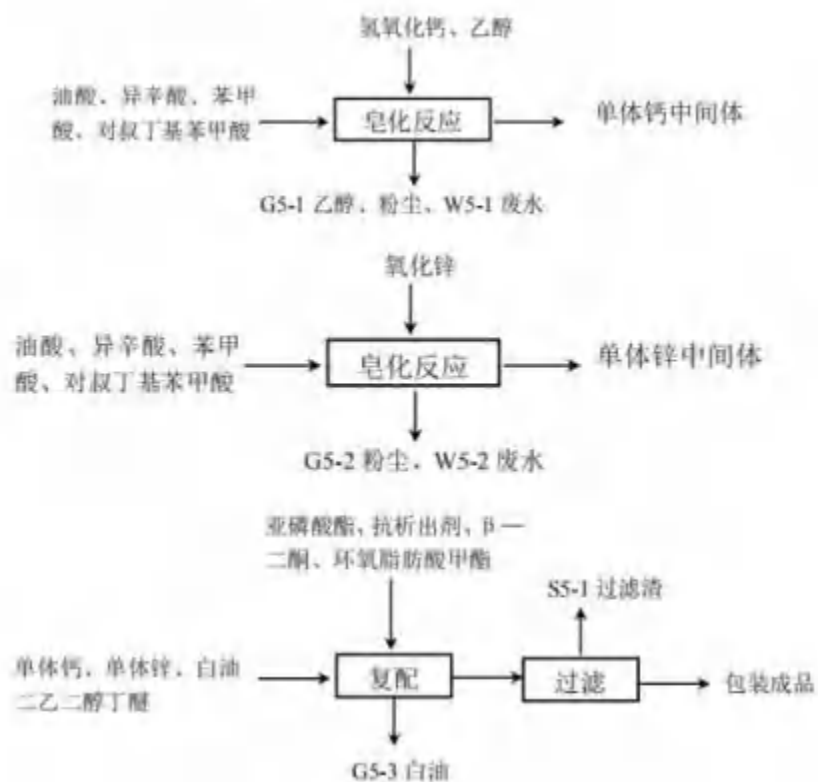 氢氧化钙、乙醇
油酸、异辛酸、苯甲
酸、对叔丁基苯甲酸
皂化反应
单体钙中间体
G5-1 乙醇、粉尘、W5-1 废水
氧化锌
油酸、异辛酸、苯甲
酸、对叔丁基苯甲酸
皂化反应
单体锌中间体
G5-2 粉尘、W5-2 废水
亚磷酸酯、抗析出剂、β一
二酮、环氧脂肪酸甲酯
S5-1 过滤渣
单体钙、单体锌、白油
二乙二醇丁醚
复配
过滤
包装成品
G5-3 白油